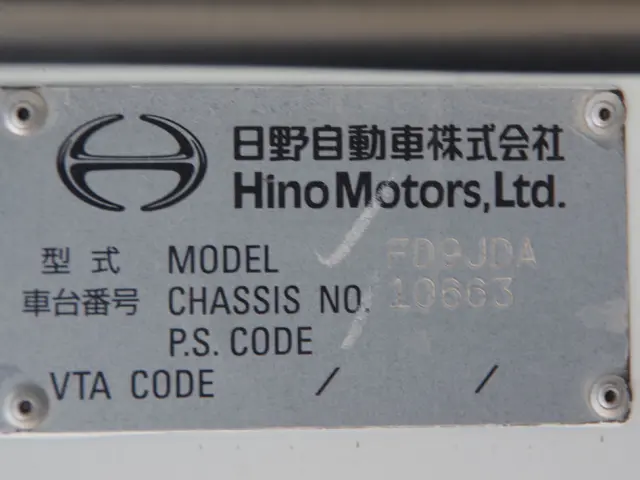 日野自動車株式会社
Hino Motors, Ltd.
型式 MODEL FD9JDA
車台番号 CHASSIS NO. 10663
P.S. CODE
VTA CODE / /